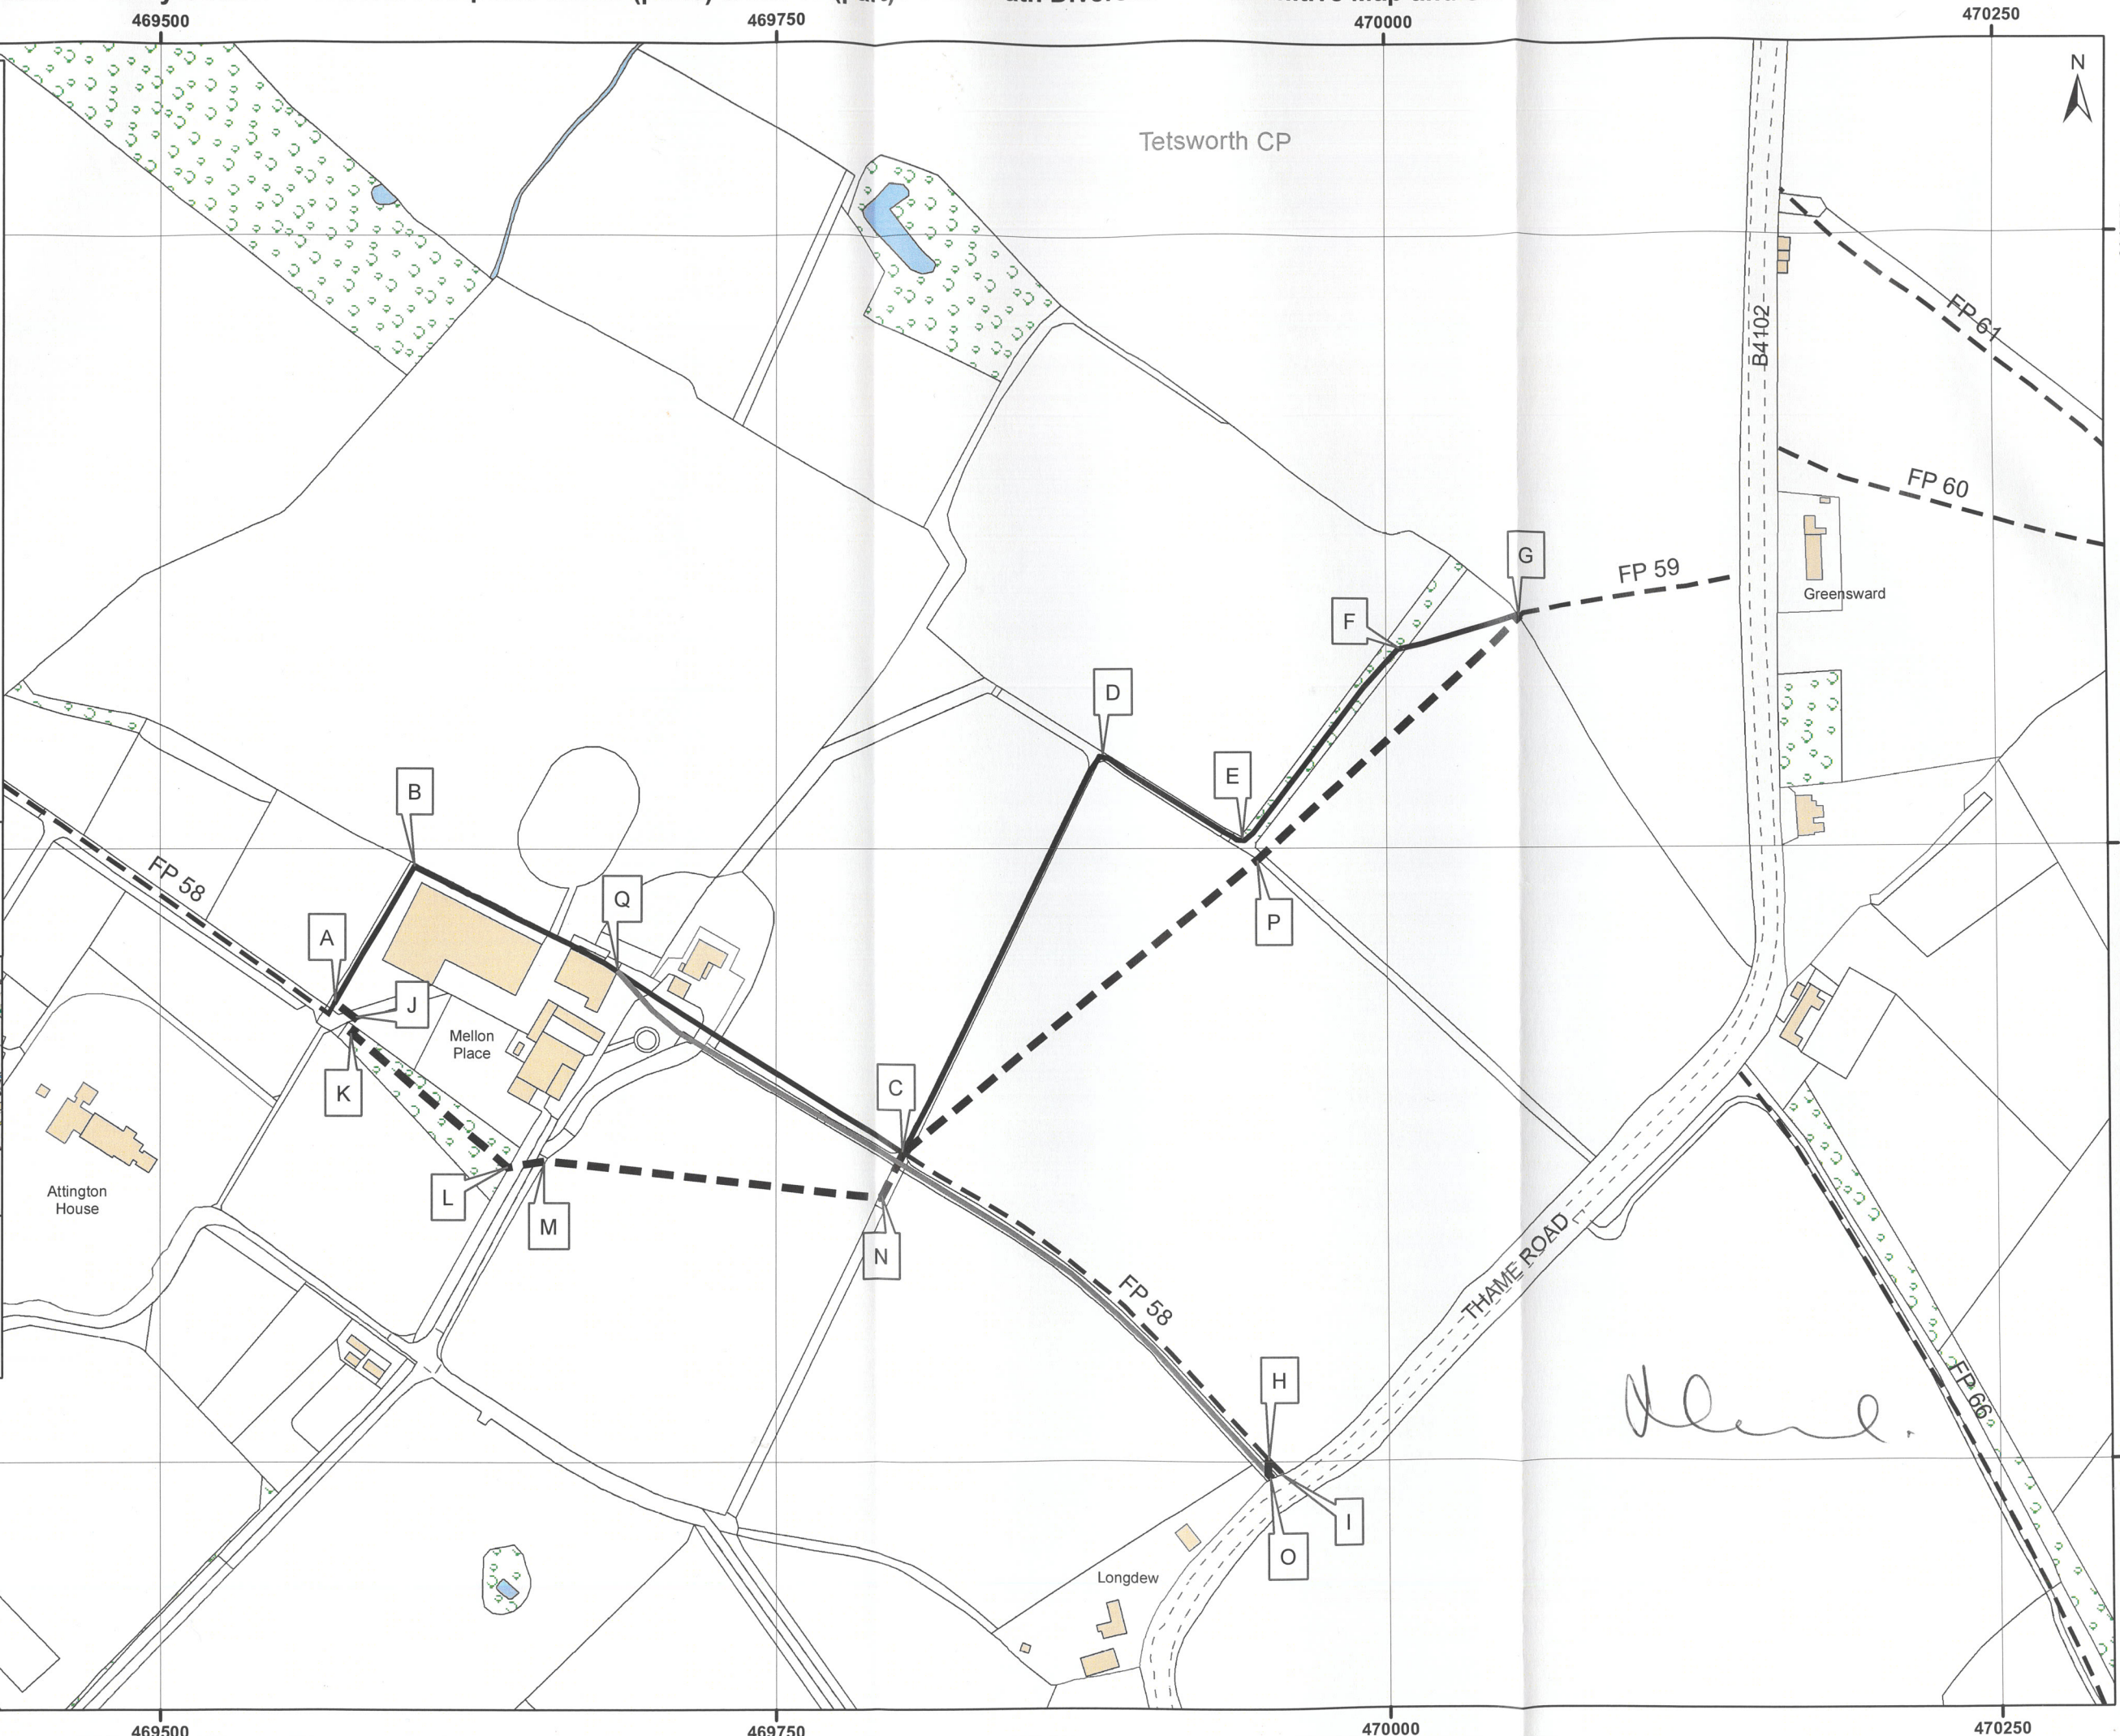 469500
469750
470000
470250
N
Tetsworth CP
B4102
FP 61
FP 60
G
FP 59
Greensward
F
D
E
B
FP 58
Q
A
P
J
Mellon
Place
C
K
Attington
House
L
M
N
THAME ROAD
FP 58
H
FP 66
I
O
Longdew
469500
469750
470000
470250